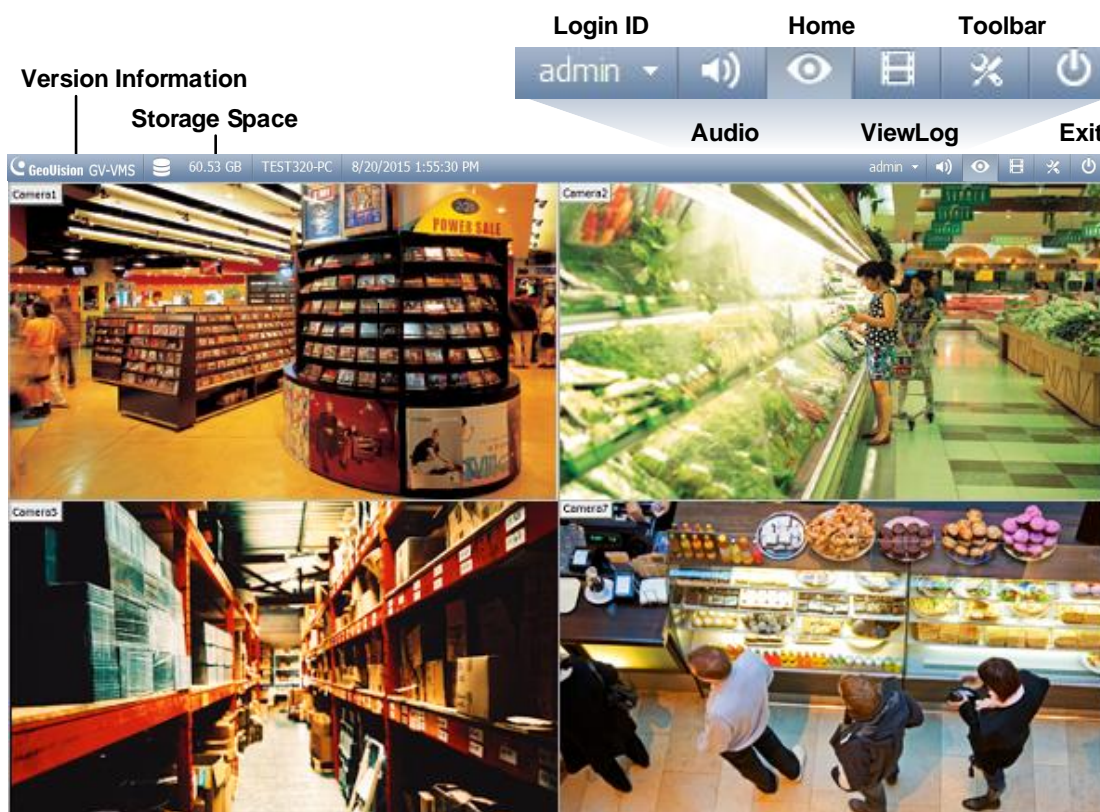 Login ID Home Toolbar
admin
Version Information
Storage Space
Audio ViewLog Exit
GeoVision GV-VMS 60.53 GB TEST320-PC 8/20/2015 1:55:30 PM admin
Camera1
Camera2
POWER SALE
Camera5
Camera7